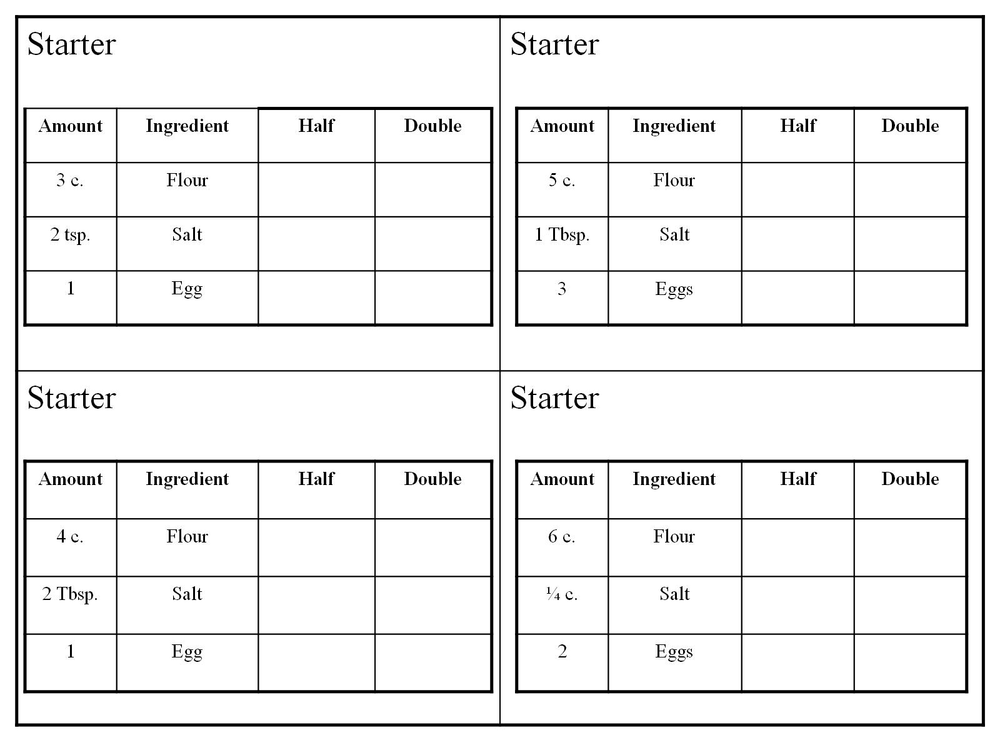 Starter
Amount Ingredient Half Double
3 c. Flour
2 tsp. Salt
1 Egg
Starter
Amount Ingredient Half Double
5 c. Flour
1 Tbsp. Salt
3 Eggs
Starter
Amount Ingredient Half Double
4 c. Flour
2 Tbsp. Salt
1 Egg
Starter
Amount Ingredient Half Double
6 c. Flour
¼ c. Salt
2 Eggs